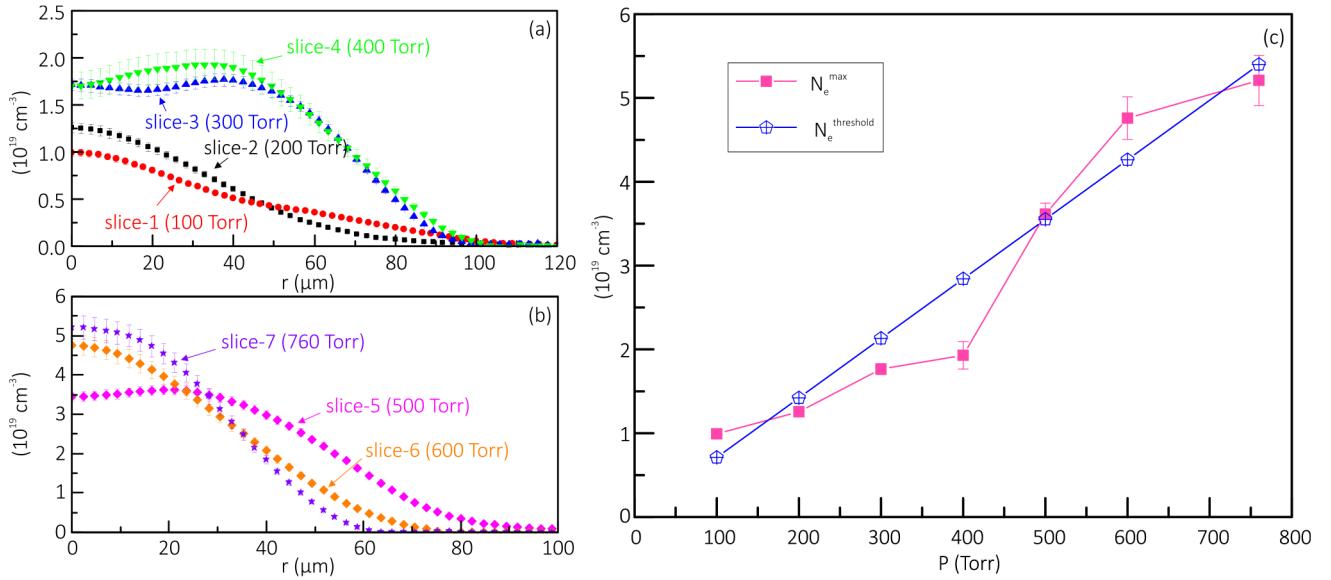 (a)
2.5
2.0
1.5
1.0
0.5
0.0
(10¹⁹ cm⁻³)
slice-4 (400 Torr)
slice-3 (300 Torr)
slice-2 (200 Torr)
slice-1 (100 Torr)
0 20 40 60 80 100 120
r (μm)
(b)
6
5
4
3
2
1
0
(10¹⁹ cm⁻³)
slice-7 (760 Torr)
slice-5 (500 Torr)
slice-6 (600 Torr)
0 20 40 60 80 100
r (μm)
(c)
6
5
4
3
2
1
0
(10¹⁹ cm⁻³)
Nₑᵐᵃˣ
Nₑᵗʰʳᵉˢʰᵒˡᵈ
0 100 200 300 400 500 600 700 800
P (Torr)